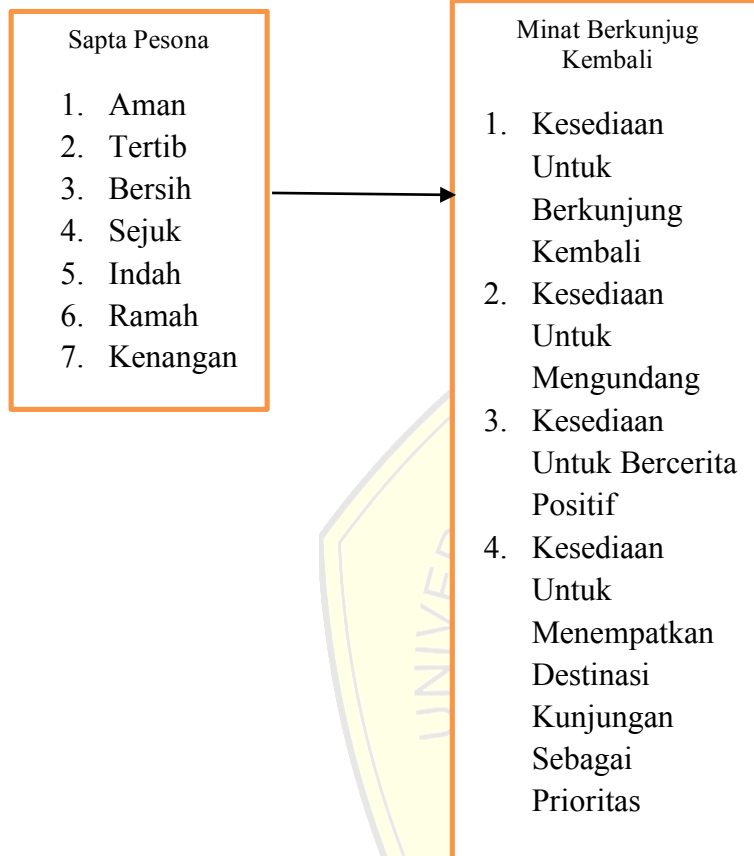 Sapta Pesona
1. Aman
2. Tertib
3. Bersih
4. Sejuk
5. Indah
6. Ramah
7. Kenangan
Minat Berkunjug
Kembali
1. Kesediaan
Untuk
Berkunjung
Kembali
2. Kesediaan
Untuk
Mengundang
3. Kesediaan
Untuk Bercerita
Positif
4. Kesediaan
Untuk
Menempatkan
Destinasi
Kunjungan
Sebagai
Prioritas